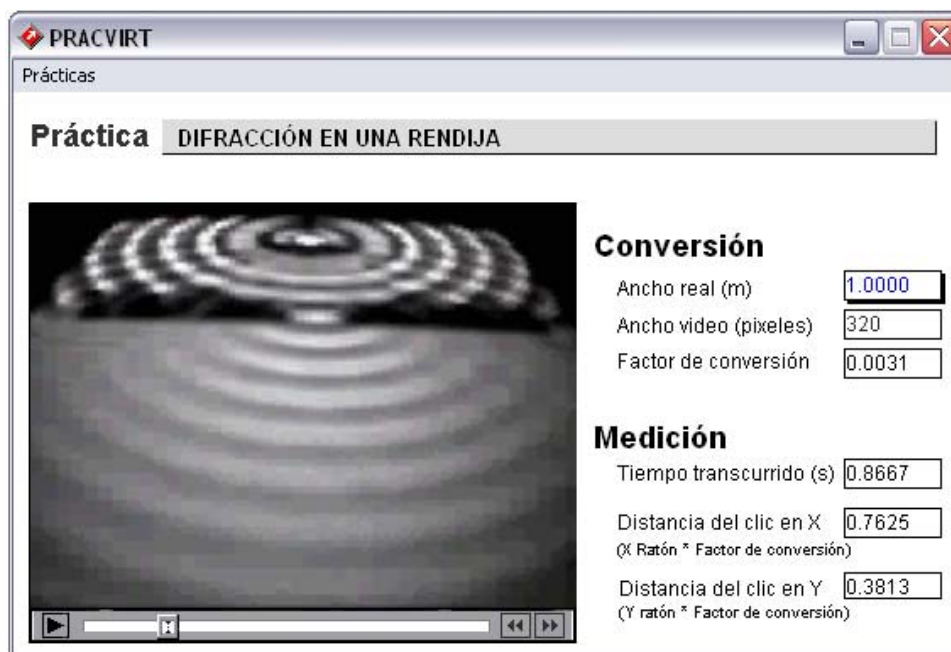 PRACVIRT
Prácticas
Práctica DIFRACCIÓN EN UNA RENDIJA
Conversión
Ancho real (m) 1.0000
Ancho video (pixeles) 320
Factor de conversión 0.0031
Medición
Tiempo transcurrido (s) 0.8667
Distancia del clic en X 0.7625
(X Ratón * Factor de conversión)
Distancia del clic en Y 0.3813
(Y ratón * Factor de conversión)